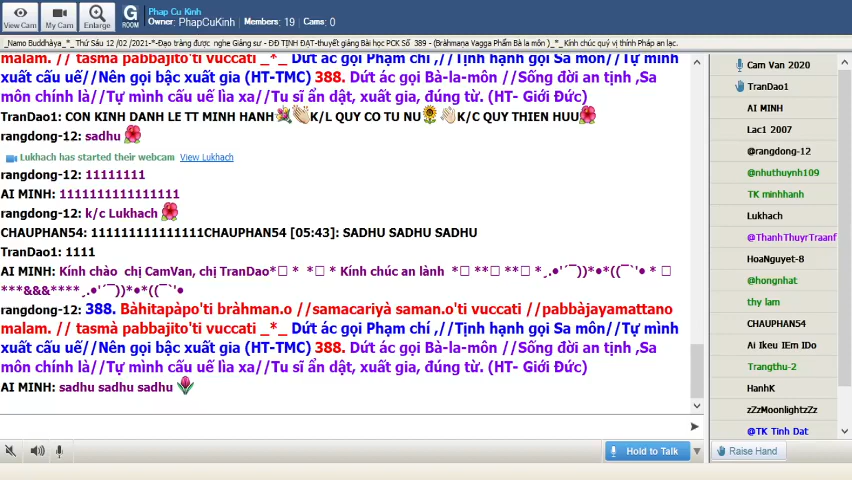 View Cam
My Cam
Enlarge
G
ROOM
Phap Cu Kinh
Owner: PhapCuKinh Members: 19 Cams: 0
_Namo Buddhàya_*_ Thứ Sáu 12 /02 /2021-*-Đạo tràng được nghe Giảng sư - ĐĐ TỊNH ĐẠT-thuyết giảng Bài học PCK Số 389 - (Bràhmana Vagga Phẩm Bà la môn )_*_Kính chúc quý vị thính Pháp an lạc.
malam. // tasmà pabbajito'ti vuccati _*_ Dứt ác gọi Phạm chí ,//Tịnh hạnh gọi Sa môn//Tự mình
xuất cấu uế//Nên gọi bậc xuất gia (HT-TMC) 388. Dứt ác gọi Bà-la-môn //Sống đời an tịnh ,Sa
môn chính là//Tự mình cấu uế lìa xa//Tu sĩ ẩn dật, xuất gia, đúng từ. (HT- Giới Đức)
TranDao1: CON KINH DANH LE TT MINH HANH K/L QUY CO TU NU K/C QUY THIEN HUU
rangdong-12: sadhu
Lukhach has started their webcam View Lukhach
rangdong-12: 11111111
AI MINH: 1111111111111111
rangdong-12: k/c Lukhach
CHAUPHAN54: 111111111111111CHAUPHAN54 [05:43]: SADHU SADHU SADHU
TranDao1: 1111
AI MINH: Kính chào chị CamVan, chị TranDao*□ * *□ * Kính chúc an lành *□ **□ **□ *¸.•'´¯))*•*((¯`'• * □
***&&&****¸.•'´¯))*•*((¯`'•
rangdong-12: 388. Bàhitapàpo'ti bràhman.o //samacariyà saman.o'ti vuccati //pabbàjayamattano
malam. // tasmà pabbajito'ti vuccati _*_ Dứt ác gọi Phạm chí ,//Tịnh hạnh gọi Sa môn//Tự mình
xuất cấu uế//Nên gọi bậc xuất gia (HT-TMC) 388. Dứt ác gọi Bà-la-môn //Sống đời an tịnh ,Sa
môn chính là//Tự mình cấu uế lìa xa//Tu sĩ ẩn dật, xuất gia, đúng từ. (HT- Giới Đức)
AI MINH: sadhu sadhu sadhu
Hold to Talk
Cam Van 2020
TranDao1
AI MINH
Lac1 2007
@rangdong-12
@nhuthuynh109
TK minhhanh
Lukhach
@ThanhThuyrTraanf
HoaNguyet-8
@hongnhat
thy lam
CHAUPHAN54
Ai Ikeu IEm IDo
Trangthu-2
HanhK
zZzMoonlightzZz
@TK Tinh Dat
Raise Hand